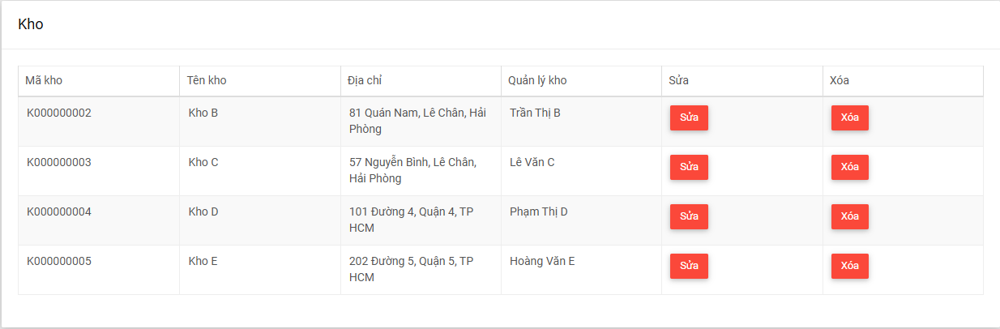 Kho
Mã kho Tên kho Địa chỉ Quản lý kho Sửa Xóa
K000000002 Kho B 81 Quán Nam, Lê Chân, Hải Trần Thị B Sửa Xóa
Phòng
K000000003 Kho C 57 Nguyễn Bình, Lê Chân, Lê Văn C Sửa Xóa
Hải Phòng
K000000004 Kho D 101 Đường 4, Quận 4, TP Phạm Thị D Sửa Xóa
HCM
K000000005 Kho E 202 Đường 5, Quận 5, TP Hoàng Văn E Sửa Xóa
HCM